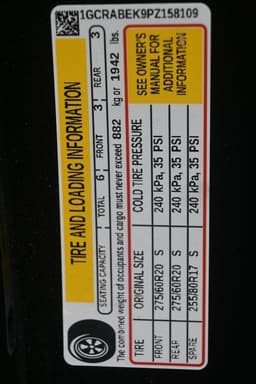 1GCRABEK9PZ158109
TIRE AND LOADING INFORMATION
SEATING CAPACITY TOTAL 6 FRONT 3 REAR 3
The combined weight of occupants and cargo must never exceed 882 kg or 1942 lbs.
TIRE ORIGINAL SIZE COLD TIRE PRESSURE
FRONT 275/60R20 S 240 kPa, 35 PSI
REAR 275/60R20 S 240 kPa, 35 PSI
SPARE 255/80R17 S 240 kPa, 35 PSI
SEE OWNER'S
MANUAL FOR
ADDITIONAL
INFORMATION